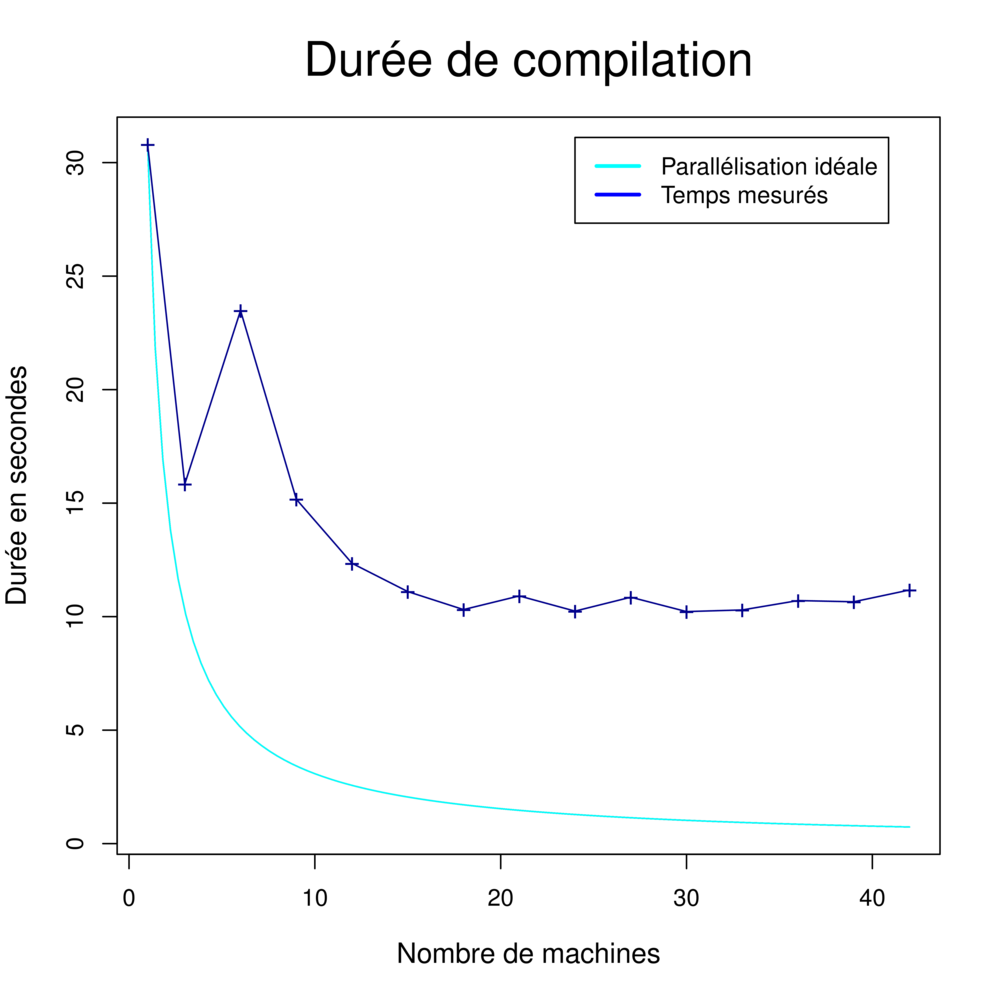 Durée de compilation
Parallélisation idéale
Temps mesurés
Durée en secondes
30
25
20
15
10
5
0
0 10 20 30 40
Nombre de machines